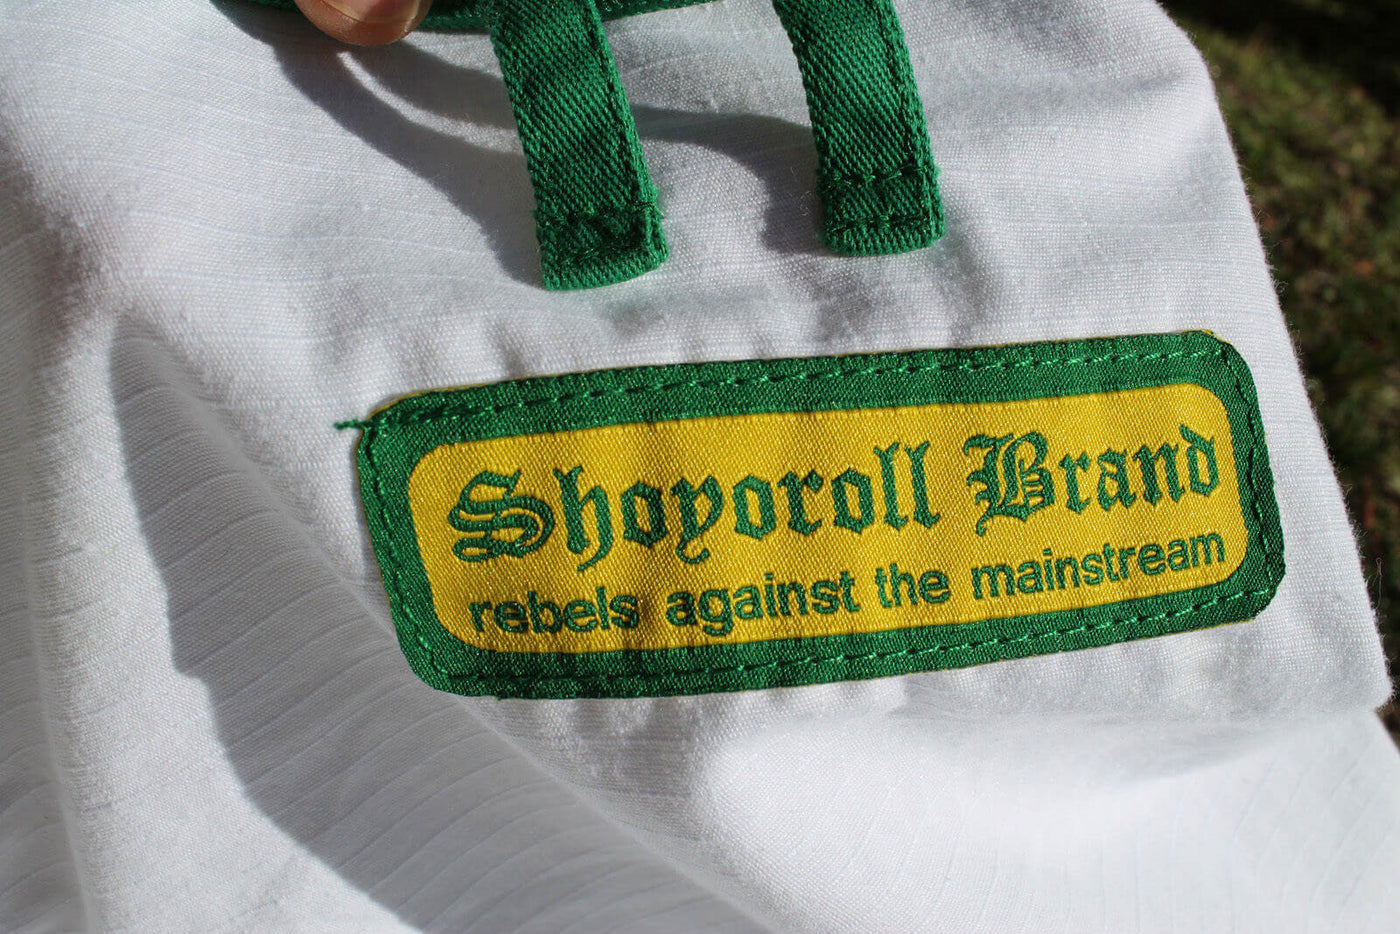 Shoyoroll Brand
rebels against the mainstream